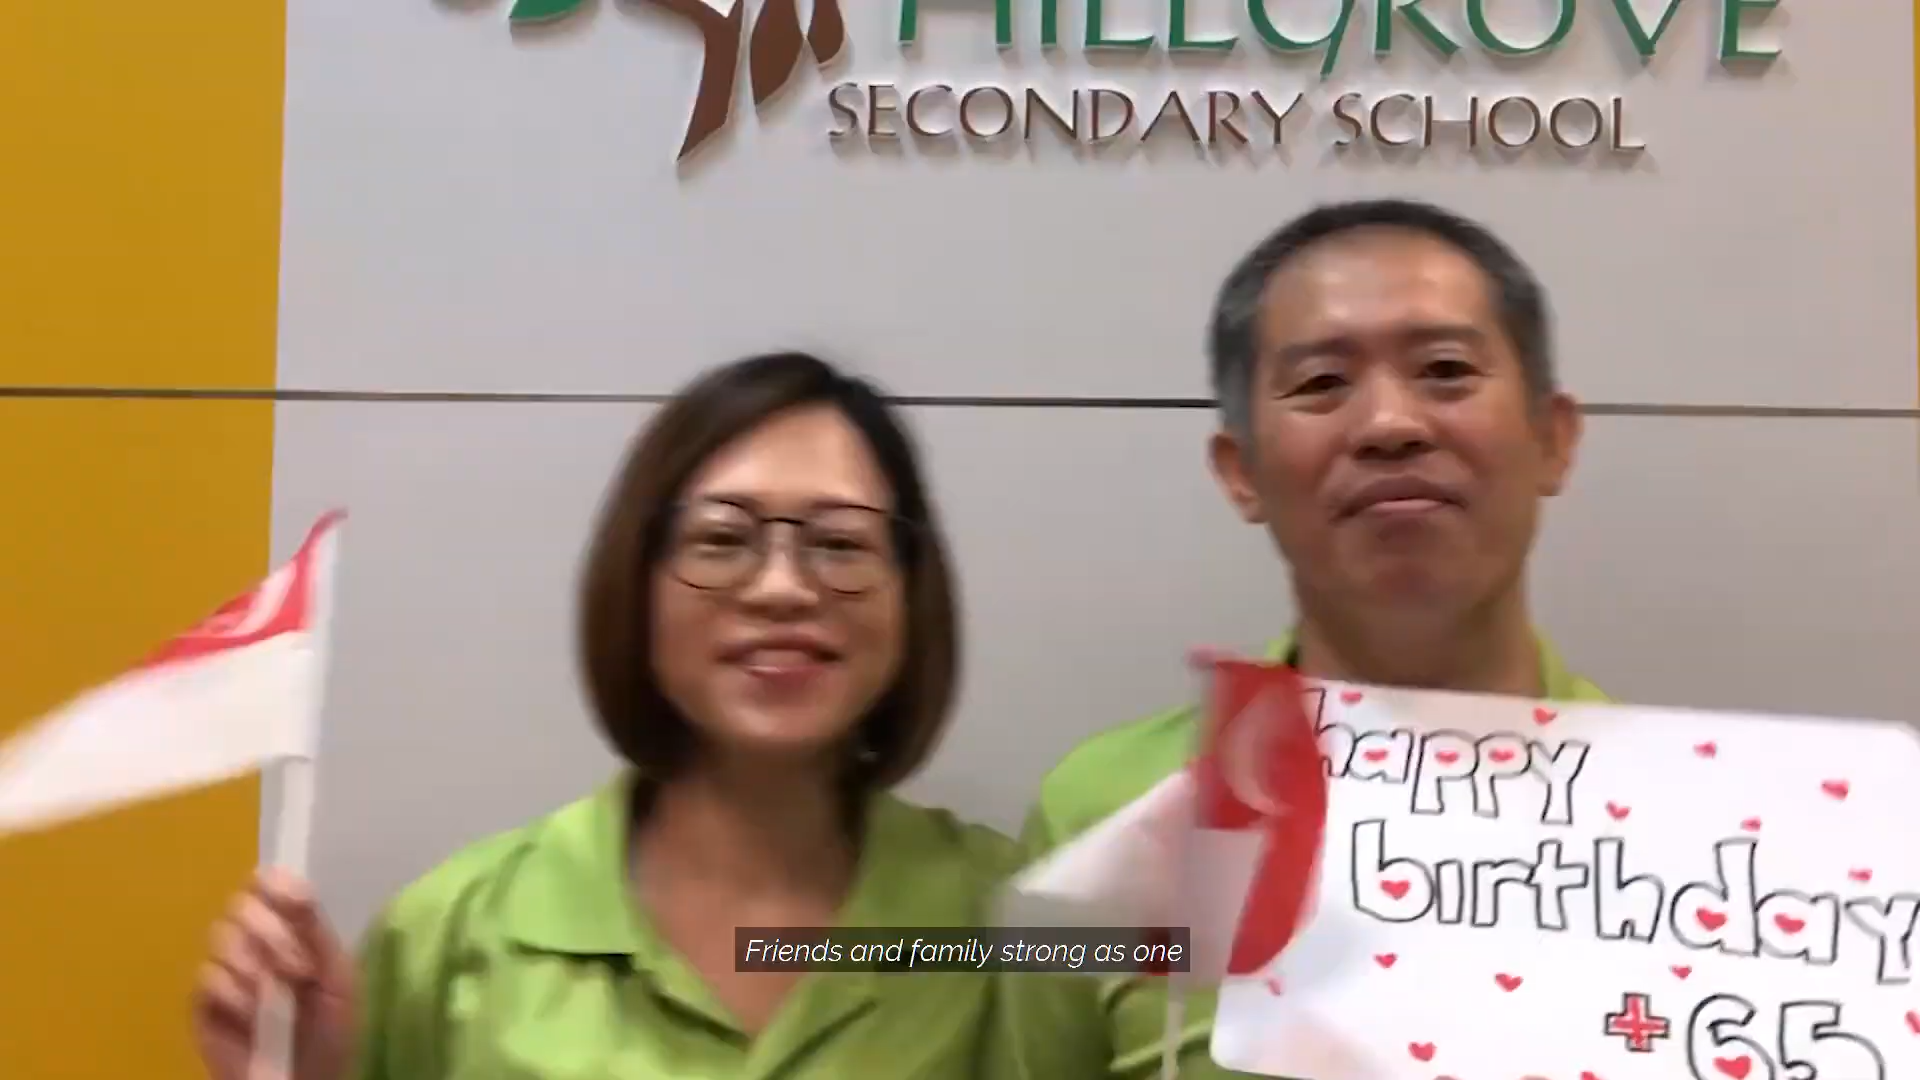 HILLGROVE
SECONDARY SCHOOL
happy
birthday
+65
Friends and family strong as one